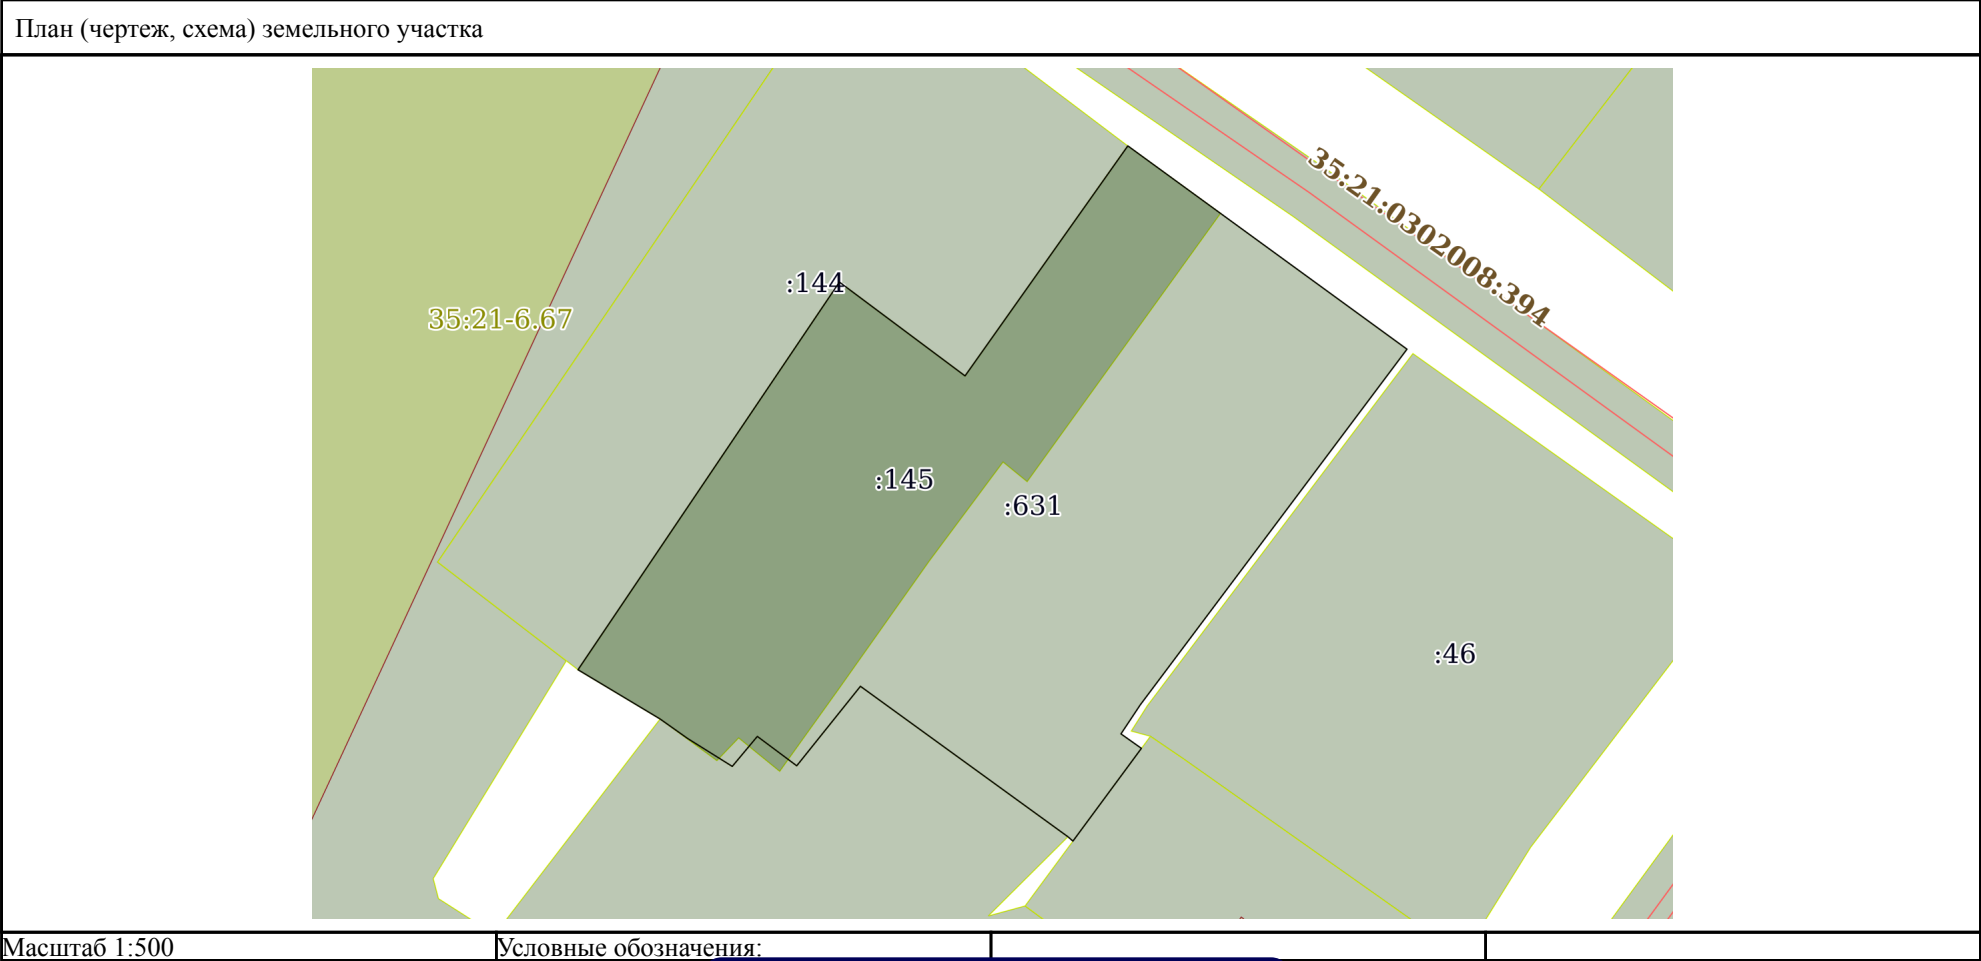 План (чертеж, схема) земельного участка
35:21:0302008:394
:144
35:21-6.67
:145
:631
:46
Масштаб 1:500
Условные обозначения: